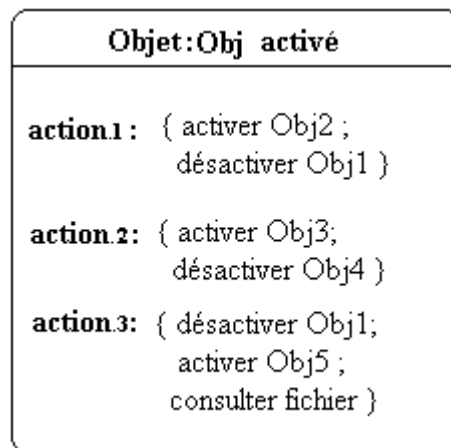 Objet:Obj activé
action.1 : { activer Obj2 ;
désactiver Obj1 }
action.2: { activer Obj3;
désactiver Obj4 }
action.3: { désactiver Obj1;
activer Obj5 ;
consulter fichier }